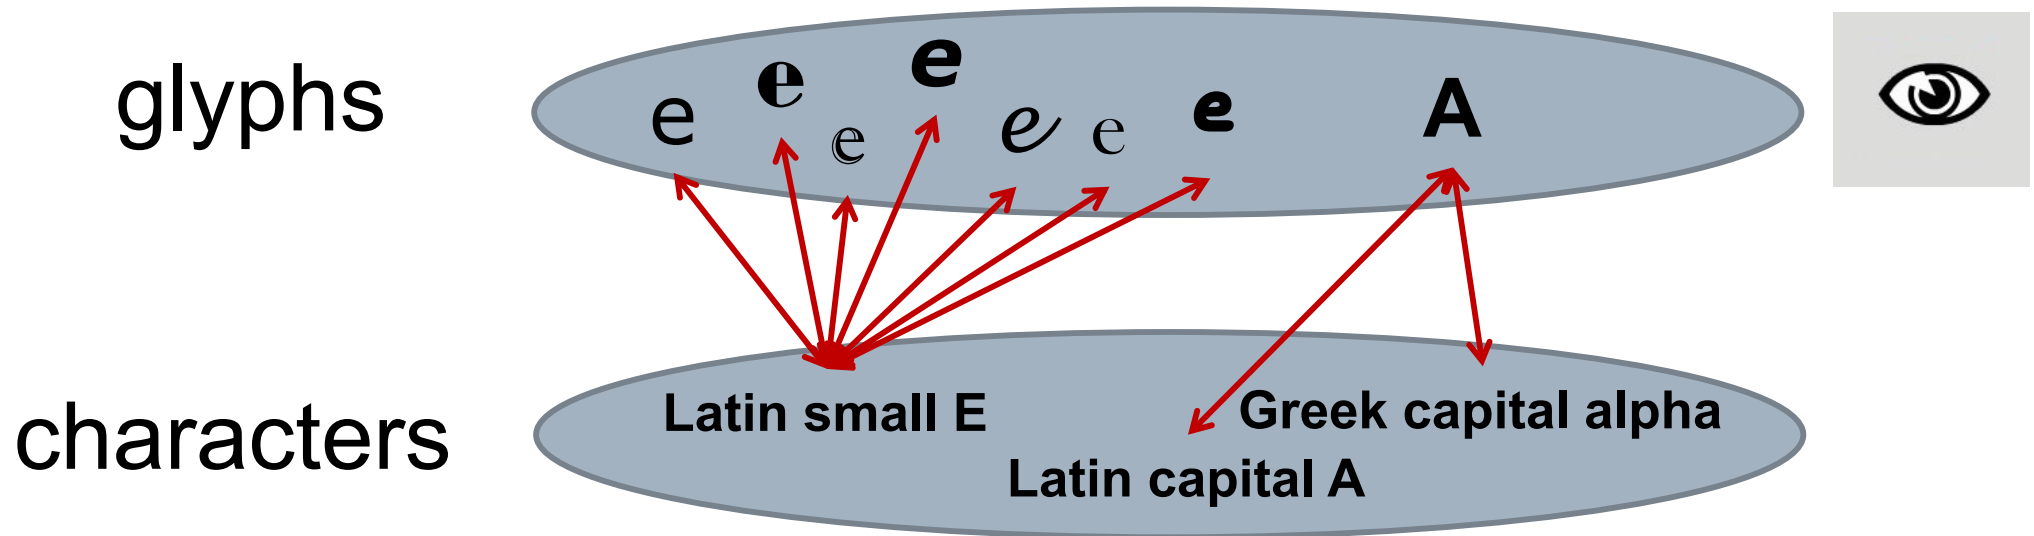 glyphs
e e e e e e e A
characters
Latin small E
Greek capital alpha
Latin capital A